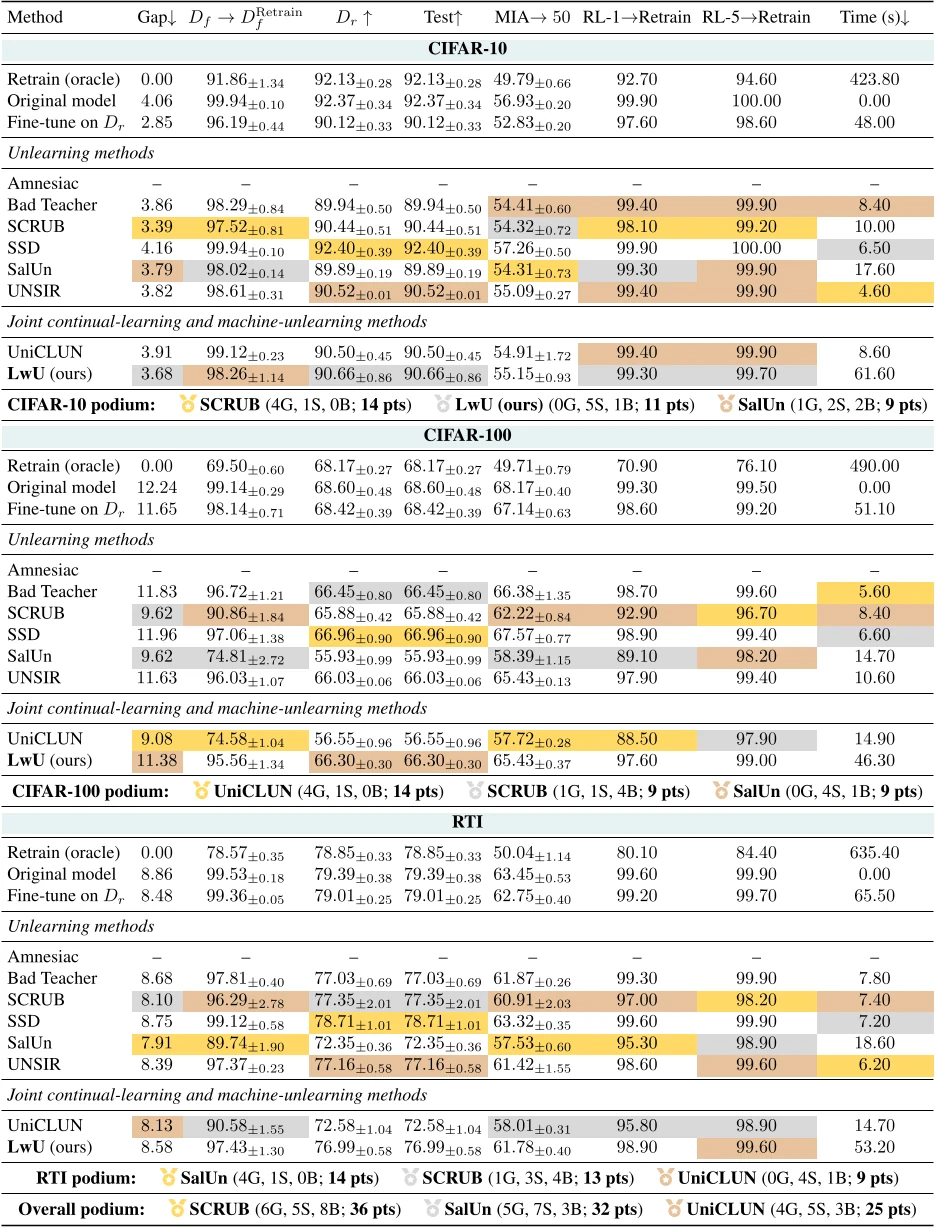 Method Gap↓ D_f → D_f^Retrain D_r ↑ Test↑ MIA→ 50 RL-1→Retrain RL-5→Retrain Time (s)↓
CIFAR-10
Retrain (oracle) 0.00 91.86±1.34 92.13±0.28 92.13±0.28 49.79±0.66 92.70 94.60 423.80
Original model 4.06 99.94±0.10 92.37±0.34 92.37±0.34 56.93±0.20 99.90 100.00 0.00
Fine-tune on D_r 2.85 96.19±0.44 90.12±0.33 90.12±0.33 52.83±0.20 97.60 98.60 48.00
Unlearning methods
Amnesiac – – – – – – – –
Bad Teacher 3.86 98.29±0.84 89.94±0.50 89.94±0.50 54.41±0.60 99.40 99.90 8.40
SCRUB 3.39 97.52±0.81 90.44±0.51 90.44±0.51 54.32±0.72 98.10 99.20 10.00
SSD 4.16 99.94±0.10 92.40±0.39 92.40±0.39 57.26±0.50 99.90 100.00 6.50
SalUn 3.79 98.02±0.14 89.89±0.19 89.89±0.19 54.31±0.73 99.30 99.90 17.60
UNSIR 3.82 98.61±0.31 90.52±0.01 90.52±0.01 55.09±0.27 99.40 99.90 4.60
Joint continual-learning and machine-unlearning methods
UniCLUN 3.91 99.12±0.23 90.50±0.45 90.50±0.45 54.91±1.72 99.40 99.90 8.60
LwU (ours) 3.68 98.26±1.14 90.66±0.86 90.66±0.86 55.15±0.93 99.30 99.70 61.60
CIFAR-10 podium: SCRUB (4G, 1S, 0B; 14 pts) LwU (ours) (0G, 5S, 1B; 11 pts) SalUn (1G, 2S, 2B; 9 pts)
CIFAR-100
Retrain (oracle) 0.00 69.50±0.60 68.17±0.27 68.17±0.27 49.71±0.79 70.90 76.10 490.00
Original model 12.24 99.14±0.29 68.60±0.48 68.60±0.48 68.17±0.40 99.30 99.50 0.00
Fine-tune on D_r 11.65 98.14±0.71 68.42±0.39 68.42±0.39 67.14±0.63 98.60 99.20 51.10
Unlearning methods
Amnesiac – – – – – – – –
Bad Teacher 11.83 96.72±1.21 66.45±0.80 66.45±0.80 66.38±1.35 98.70 99.60 5.60
SCRUB 9.62 90.86±1.84 65.88±0.42 65.88±0.42 62.22±0.84 92.90 96.70 8.40
SSD 11.96 97.06±1.38 66.96±0.90 66.96±0.90 67.57±0.77 98.90 99.40 6.60
SalUn 9.62 74.81±2.72 55.93±0.99 55.93±0.99 58.39±1.15 89.10 98.20 14.70
UNSIR 11.63 96.03±1.07 66.03±0.06 66.03±0.06 65.43±0.13 97.90 99.40 10.60
Joint continual-learning and machine-unlearning methods
UniCLUN 9.08 74.58±1.04 56.55±0.96 56.55±0.96 57.72±0.28 88.50 97.90 14.90
LwU (ours) 11.38 95.56±1.34 66.30±0.30 66.30±0.30 65.43±0.37 97.60 99.00 46.30
CIFAR-100 podium: UniCLUN (4G, 1S, 0B; 14 pts) SCRUB (1G, 1S, 4B; 9 pts) SalUn (0G, 4S, 1B; 9 pts)
RTI
Retrain (oracle) 0.00 78.57±0.35 78.85±0.33 78.85±0.33 50.04±1.14 80.10 84.40 635.40
Original model 8.86 99.53±0.18 79.39±0.38 79.39±0.38 63.45±0.53 99.60 99.90 0.00
Fine-tune on D_r 8.48 99.36±0.05 79.01±0.25 79.01±0.25 62.75±0.40 99.20 99.70 65.50
Unlearning methods
Amnesiac – – – – – – – –
Bad Teacher 8.68 97.81±0.40 77.03±0.69 77.03±0.69 61.87±0.26 99.30 99.90 7.80
SCRUB 8.10 96.29±2.78 77.35±2.01 77.35±2.01 60.91±2.03 97.00 98.20 7.40
SSD 8.75 99.12±0.58 78.71±1.01 78.71±1.01 63.32±0.35 99.60 99.90 7.20
SalUn 7.91 89.74±1.90 72.35±0.36 72.35±0.36 57.53±0.60 95.30 98.90 18.60
UNSIR 8.39 97.37±0.23 77.16±0.58 77.16±0.58 61.42±1.55 98.60 99.60 6.20
Joint continual-learning and machine-unlearning methods
UniCLUN 8.13 90.58±1.55 72.58±1.04 72.58±1.04 58.01±0.31 95.80 98.90 14.70
LwU (ours) 8.58 97.43±1.30 76.99±0.58 76.99±0.58 61.78±0.40 98.90 99.60 53.20
RTI podium: SalUn (4G, 1S, 0B; 14 pts) SCRUB (1G, 3S, 4B; 13 pts) UniCLUN (0G, 4S, 1B; 9 pts)
Overall podium: SCRUB (6G, 5S, 8B; 36 pts) SalUn (5G, 7S, 3B; 32 pts) UniCLUN (4G, 5S, 3B; 25 pts)